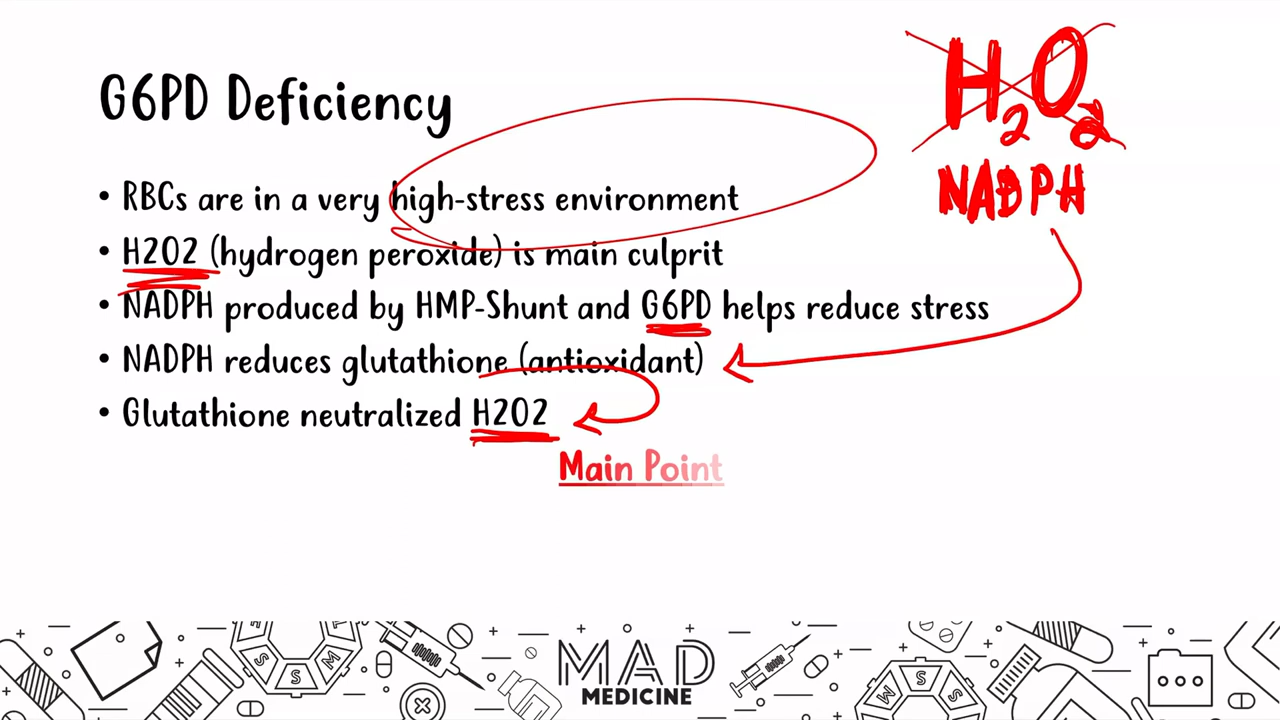 G6PD Deficiency
H2O2
NADPH
• RBCs are in a very high-stress environment
• H2O2 (hydrogen peroxide) is main culprit
• NADPH produced by HMP-Shunt and G6PD helps reduce stress
• NADPH reduces glutathione (antioxidant)
• Glutathione neutralized H2O2
Main Point
MAD
MEDICINE
S
S
M
M
S
S